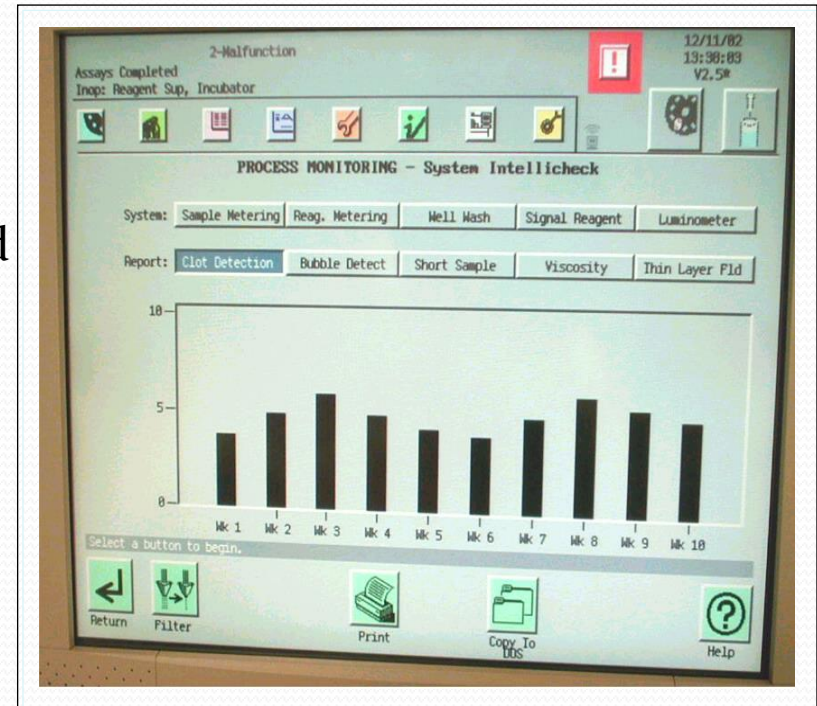 2-Malfunction
Assays Completed
Inop: Reagent Sup, Incubator
!
12/11/02
13:38:03
V2.5*
PROCESS MONITORING - System Intellicheck
System: Sample Metering Reag. Metering Well Wash Signal Reagent Luminometer
Report: Clot Detection Bubble Detect Short Sample Viscosity Thin Layer Fld
10
5
0
Wk 1 Wk 2 Wk 3 Wk 4 Wk 5 Wk 6 Wk 7 Wk 8 Wk 9 Wk 10
Select a button to begin.
Return Filter Print Copy To DDS ? Help